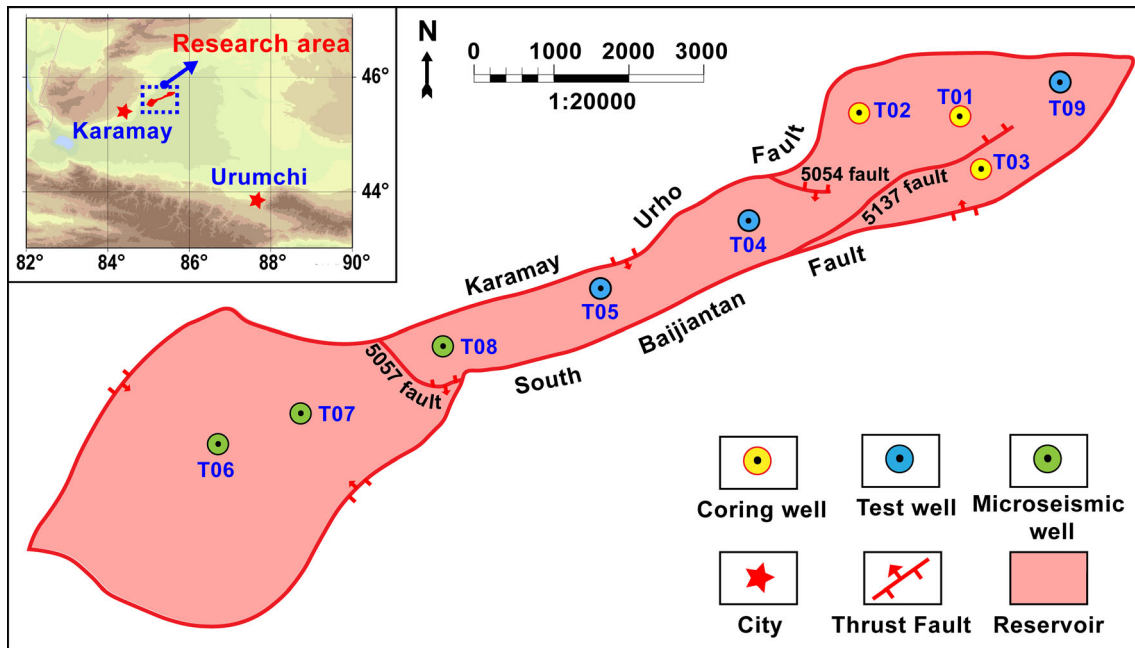 Research area
46°
Karamay
Urumchi
44°
82
84
86
88
90°
N
0
1000
2000
3000
1:20000
T09
T01
T02
T03
Fault
5054 fault
5137 fault
Urho
T04
Fault
Karamay
T05
Baijiantan
T08
South
5057 fault
T07
T06
Coring well
Test well
Microseismic
well
City
Thrust Fault
Reservoir